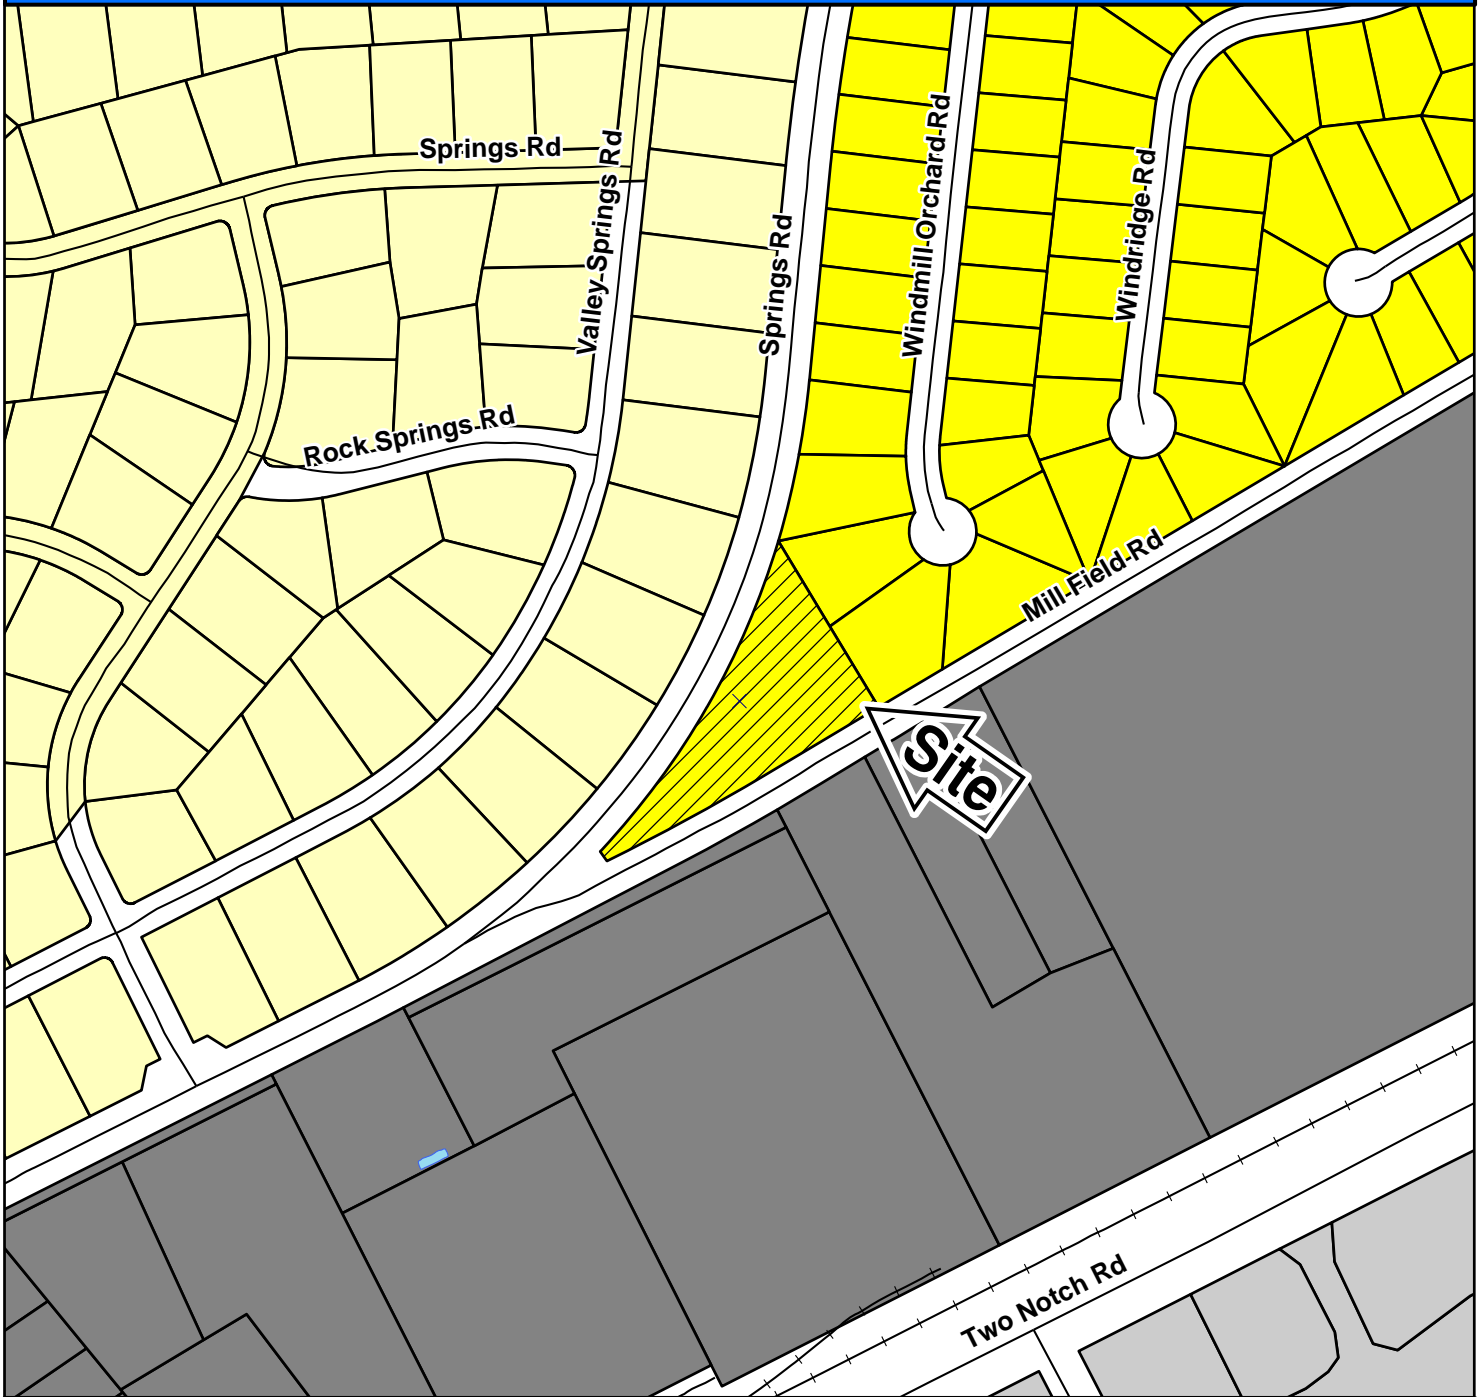 Springs Rd
Valley Springs Rd
Springs Rd
Windmill Orchard Rd
Windridge Rd
Rock Springs Rd
Mill Field Rd
Site
Two Notch Rd